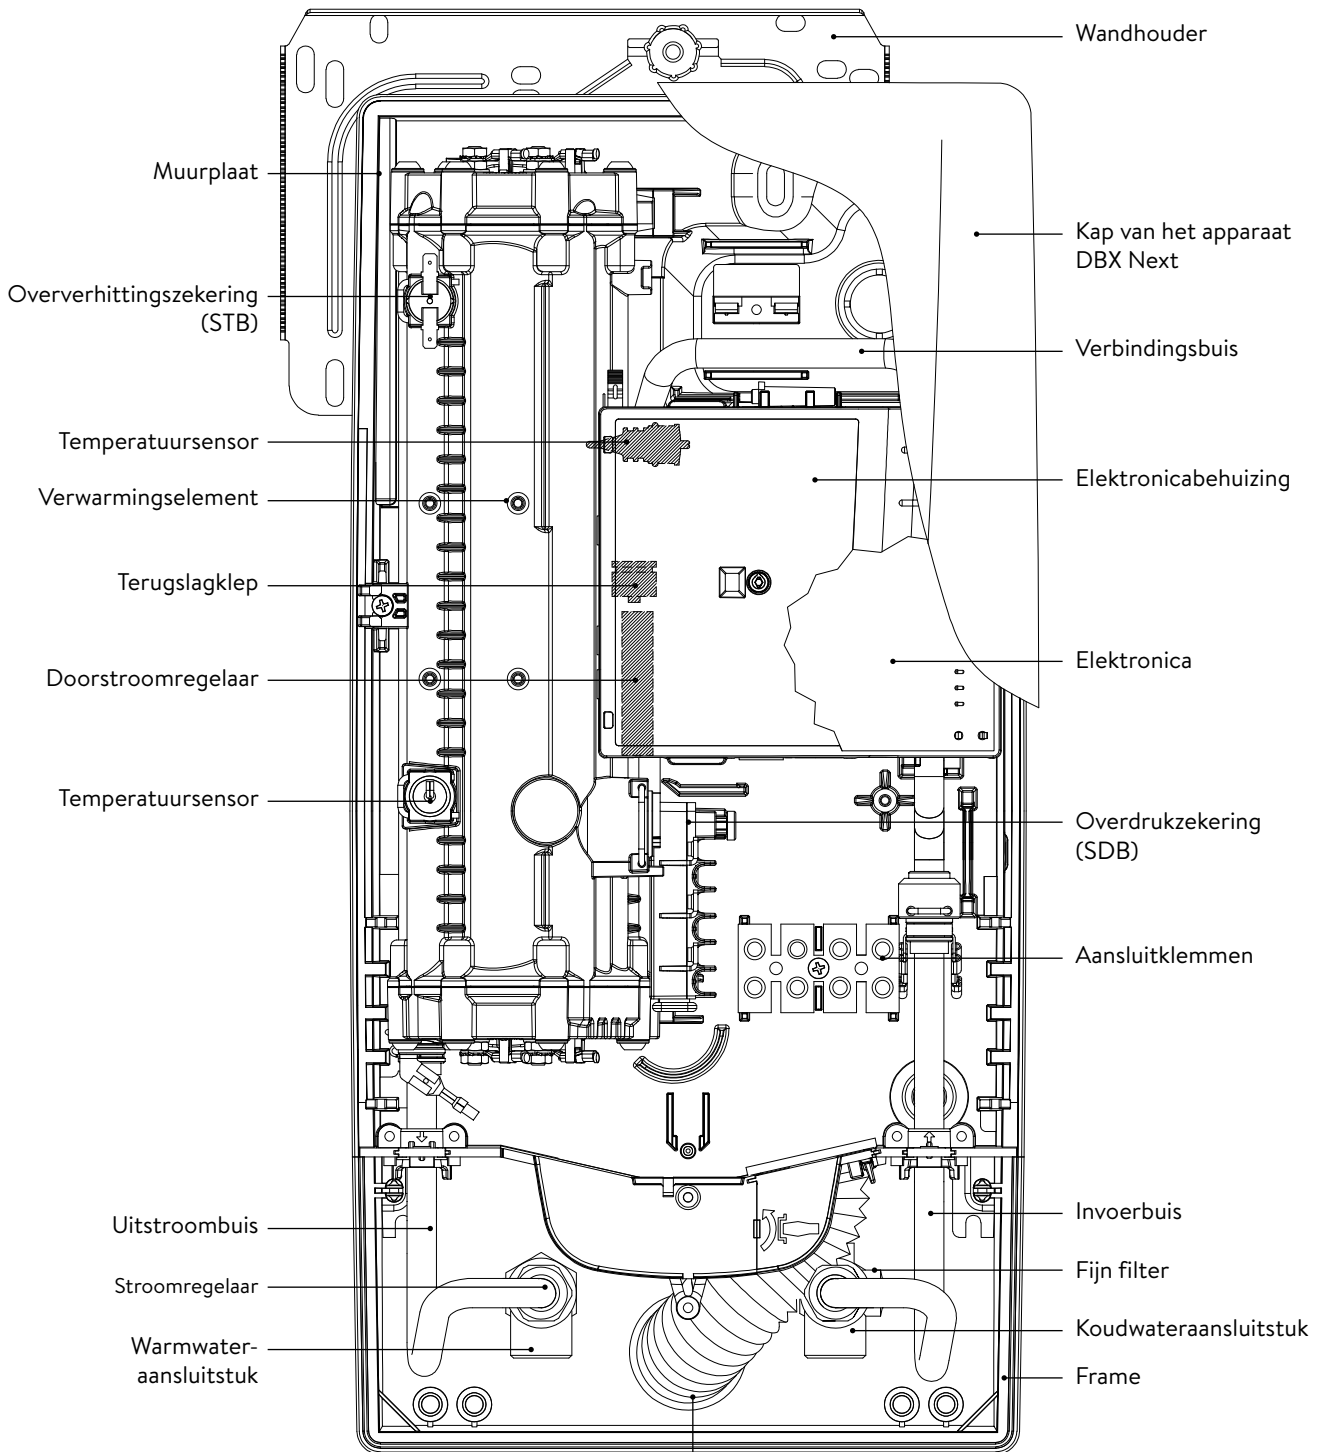 Wandhouder
Muurplaat
Kap van het apparaat
DBX Next
Oververhittingszekering
(STB)
Verbindingsbuis
Temperatuursensor
Elektronicabehuizing
Verwarmingselement
Terugslagklep
Elektronica
Doorstroomregelaar
Temperatuursensor
Overdrukzekering
(SDB)
Aansluitklemmen
Uitstroombuis
Invoerbuis
Stroomregelaar
Fijn filter
Warmwater-
aansluitstuk
Koudwateraansluitstuk
Frame